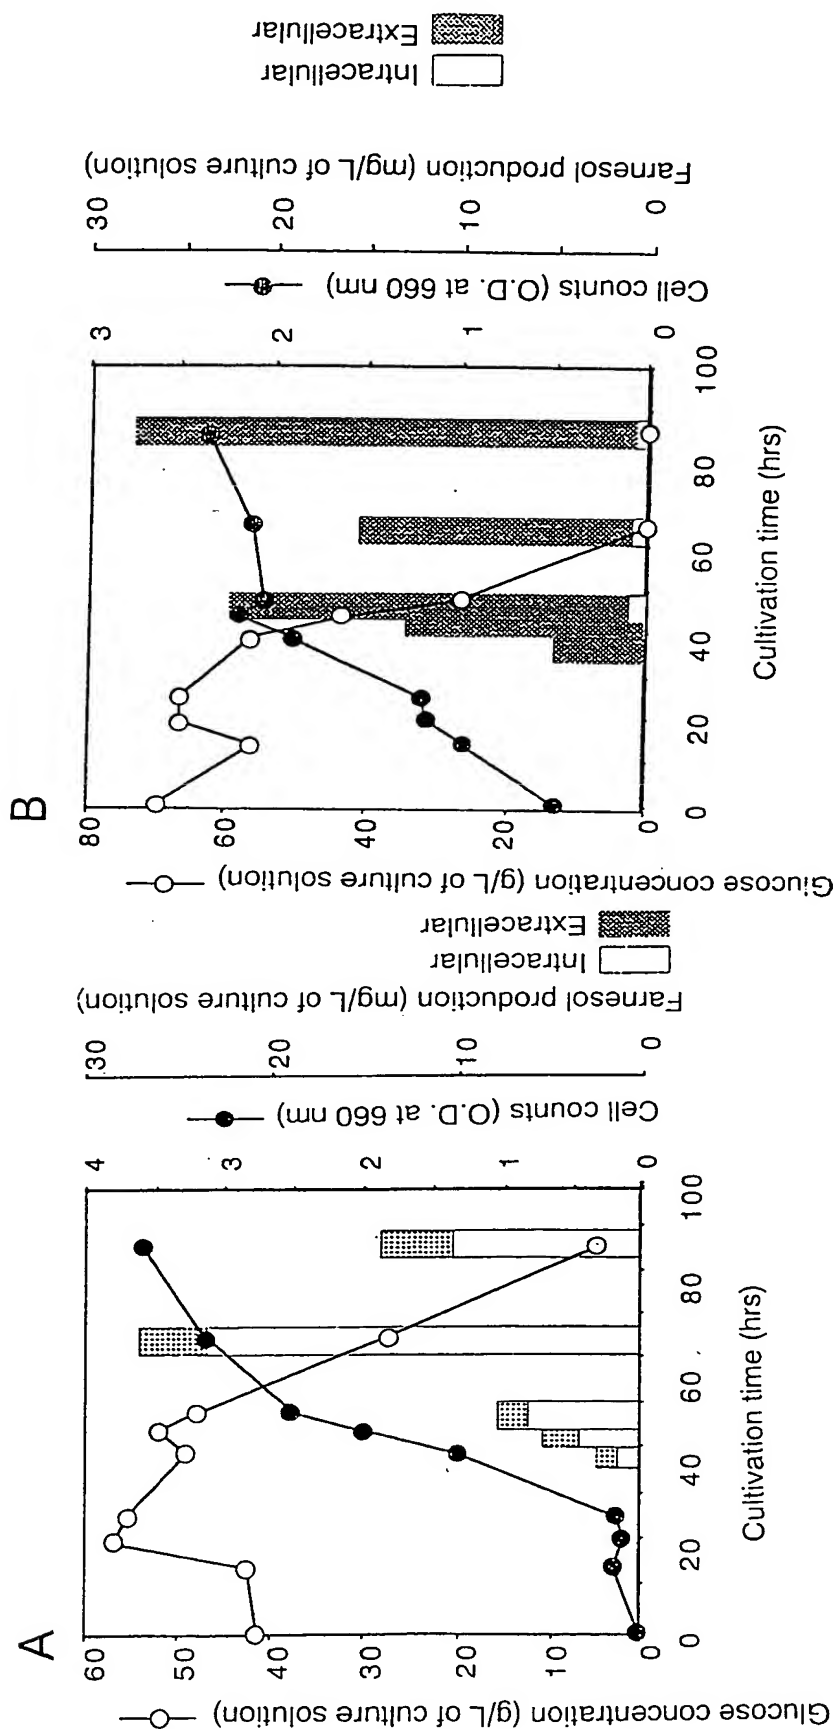 A
Glucose concentration (g/L of culture solution)
60
50
40
30
20
10
0
0
20
40
60
80
100
Cultivation time (hrs)
4
3
2
1
0
Cell counts (O.D. at 660 nm)
30
20
10
0
Farnesol production (mg/L of culture solution)
Intracellular
Extracellular
B
Glucose concentration (g/L of culture solution)
80
60
40
20
0
0
20
40
60
80
100
Cultivation time (hrs)
3
2
1
0
Cell counts (O.D. at 660 nm)
30
20
10
0
Farnesol production (mg/L of culture solution)
Intracellular
Extracellular